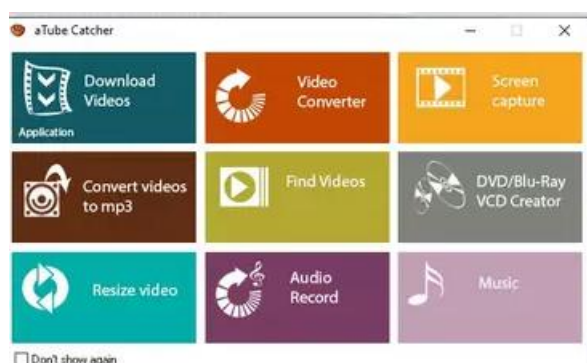 aTube Catcher
Download
Videos
Application
Video
Converter
Screen
capture
Convert videos
to mp3
Find Videos
DVD/Blu-Ray
VCD Creator
Resize video
Audio
Record
Music
Don't show again